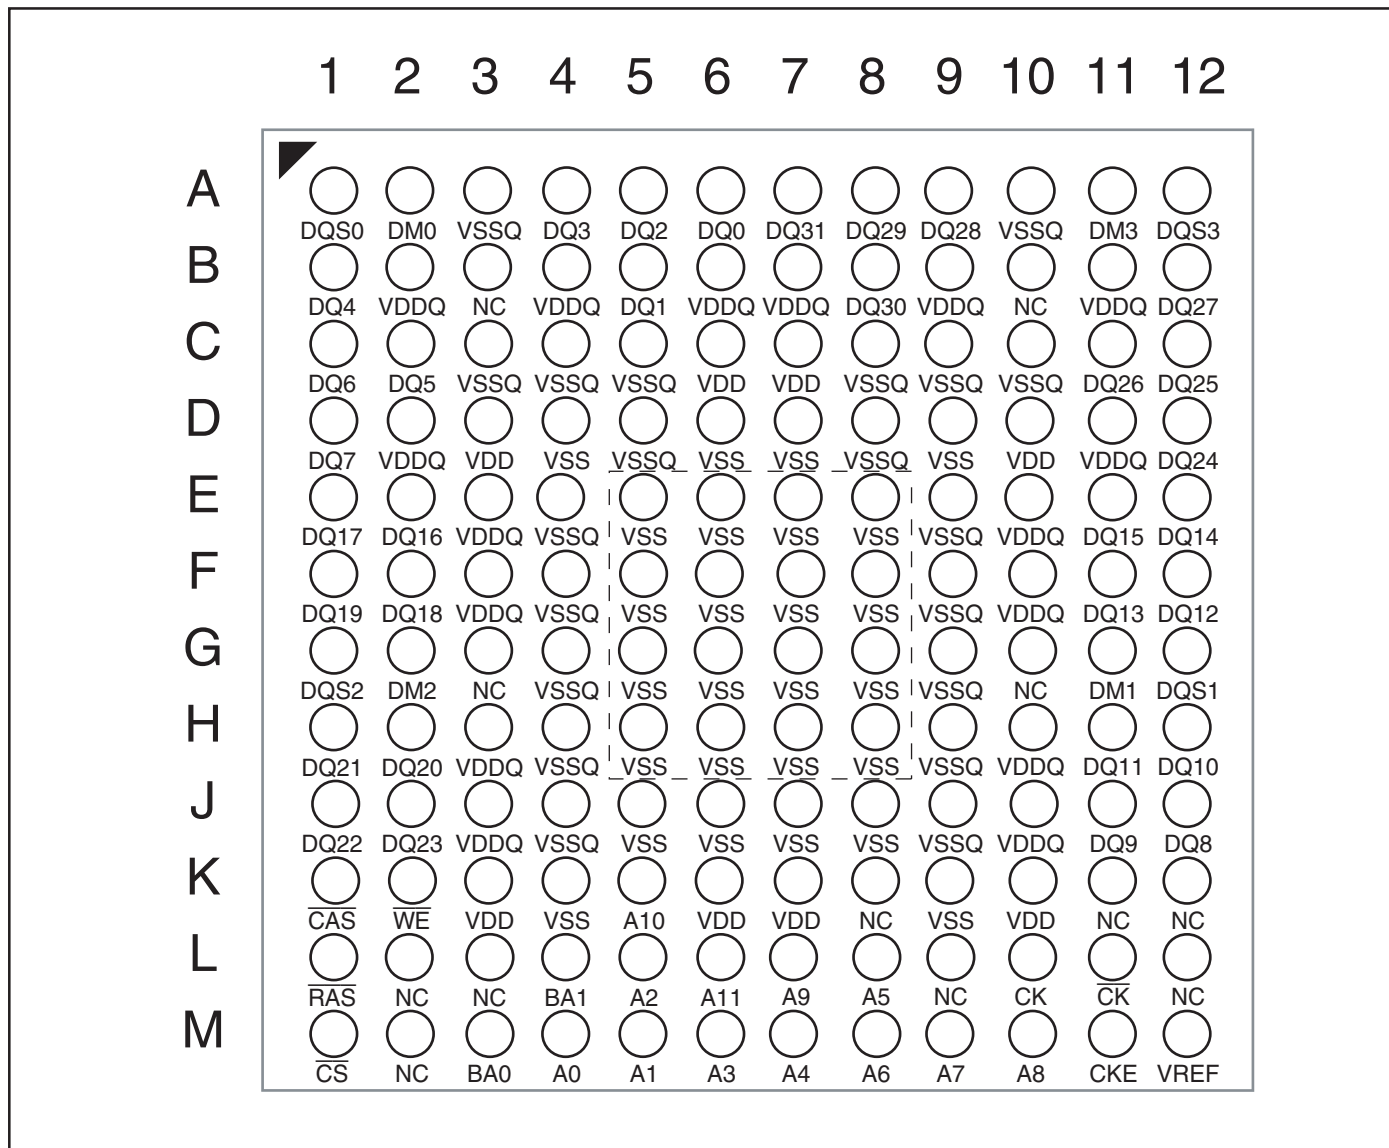 1 2 3 4 5 6 7 8 9 10 11 12
A
DQS0 DM0 VSSQ DQ3 DQ2 DQ0 DQ31 DQ29 DQ28 VSSQ DM3 DQS3
B
DQ4 VDDQ NC VDDQ DQ1 VDDQ VDDQ DQ30 VDDQ NC VDDQ DQ27
C
DQ6 DQ5 VSSQ VSSQ VSSQ VDD VDD VSSQ VSSQ VSSQ DQ26 DQ25
D
DQ7 VDDQ VDD VSS VSSQ VSS VSS VSSQ VSS VDD VDDQ DQ24
E
DQ17 DQ16 VDDQ VSSQ VSS VSS VSS VSS VSSQ VDDQ DQ15 DQ14
F
DQ19 DQ18 VDDQ VSSQ VSS VSS VSS VSS VSSQ VDDQ DQ13 DQ12
G
DQS2 DM2 NC VSSQ VSS VSS VSS VSS VSSQ NC DM1 DQS1
H
DQ21 DQ20 VDDQ VSSQ VSS VSS VSS VSS VSSQ VDDQ DQ11 DQ10
J
DQ22 DQ23 VDDQ VSSQ VSS VSS VSS VSS VSSQ VDDQ DQ9 DQ8
K
C̅A̅S̅ W̅E̅ VDD VSS A10 VDD VDD NC VSS VDD NC NC
L
R̅A̅S̅ NC NC BA1 A2 A11 A9 A5 NC CK C̅K̅ NC
M
C̅S̅ NC BA0 A0 A1 A3 A4 A6 A7 A8 CKE VREF